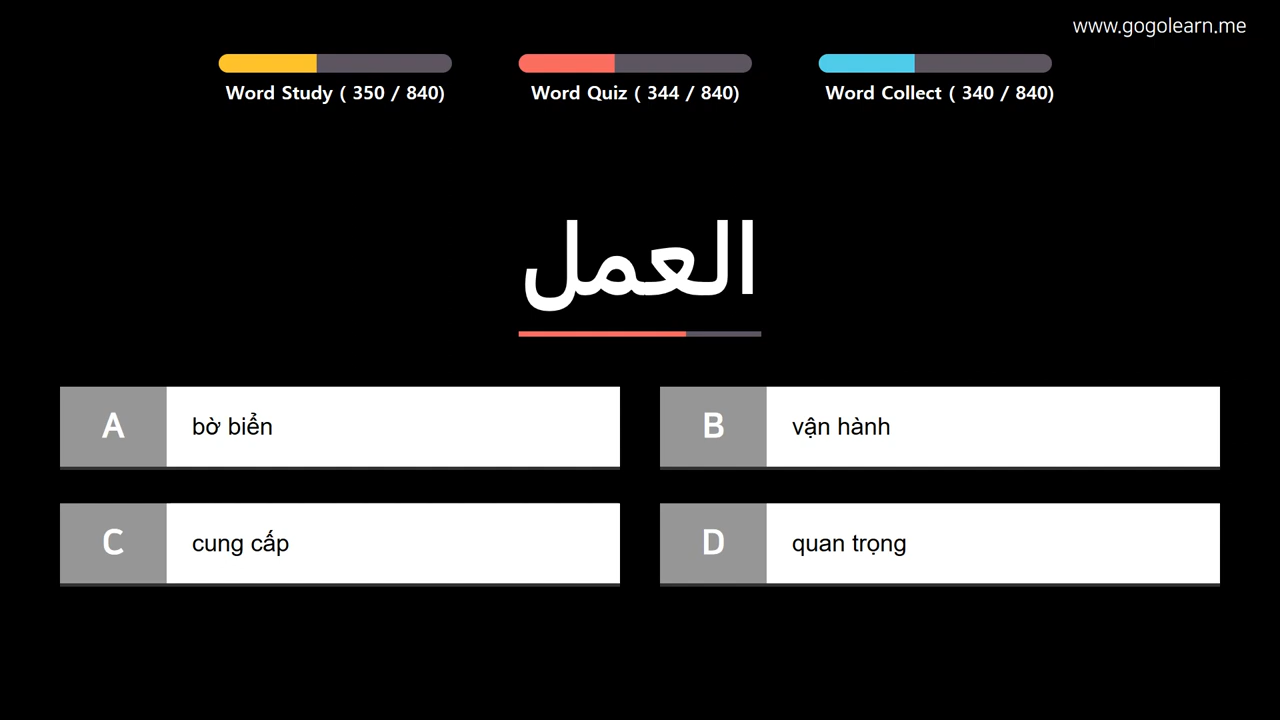 www.gogolearn.me
Word Study ( 350 / 840)
Word Quiz ( 344 / 840)
Word Collect ( 340 / 840)
العمل
A bờ biển
B vận hành
C cung cấp
D quan trọng